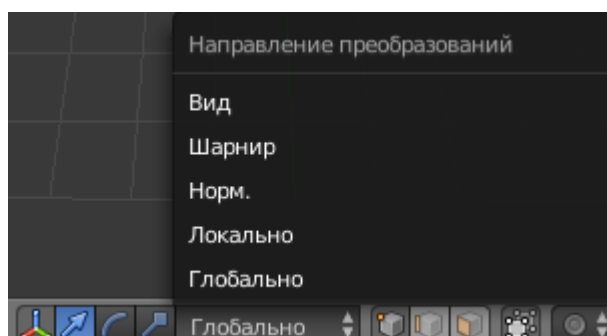 Направление преобразований
Вид
Шарнир
Норм.
Локально
Глобально
Глобально